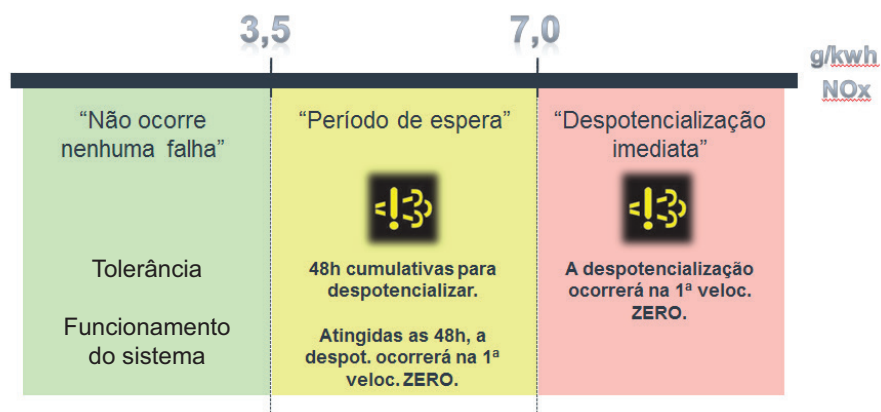 3,5
7,0
g/kwh
NOx
“Não ocorre
nenhuma falha”
Tolerância
Funcionamento
do sistema
“Período de espera”
48h cumulativas para
despotencializar.
Atingidas as 48h, a
despot. ocorrerá na 1ª
veloc. ZERO.
“Despotencialização
imediata”
A despotencialização
ocorrerá na 1ª veloc.
ZERO.